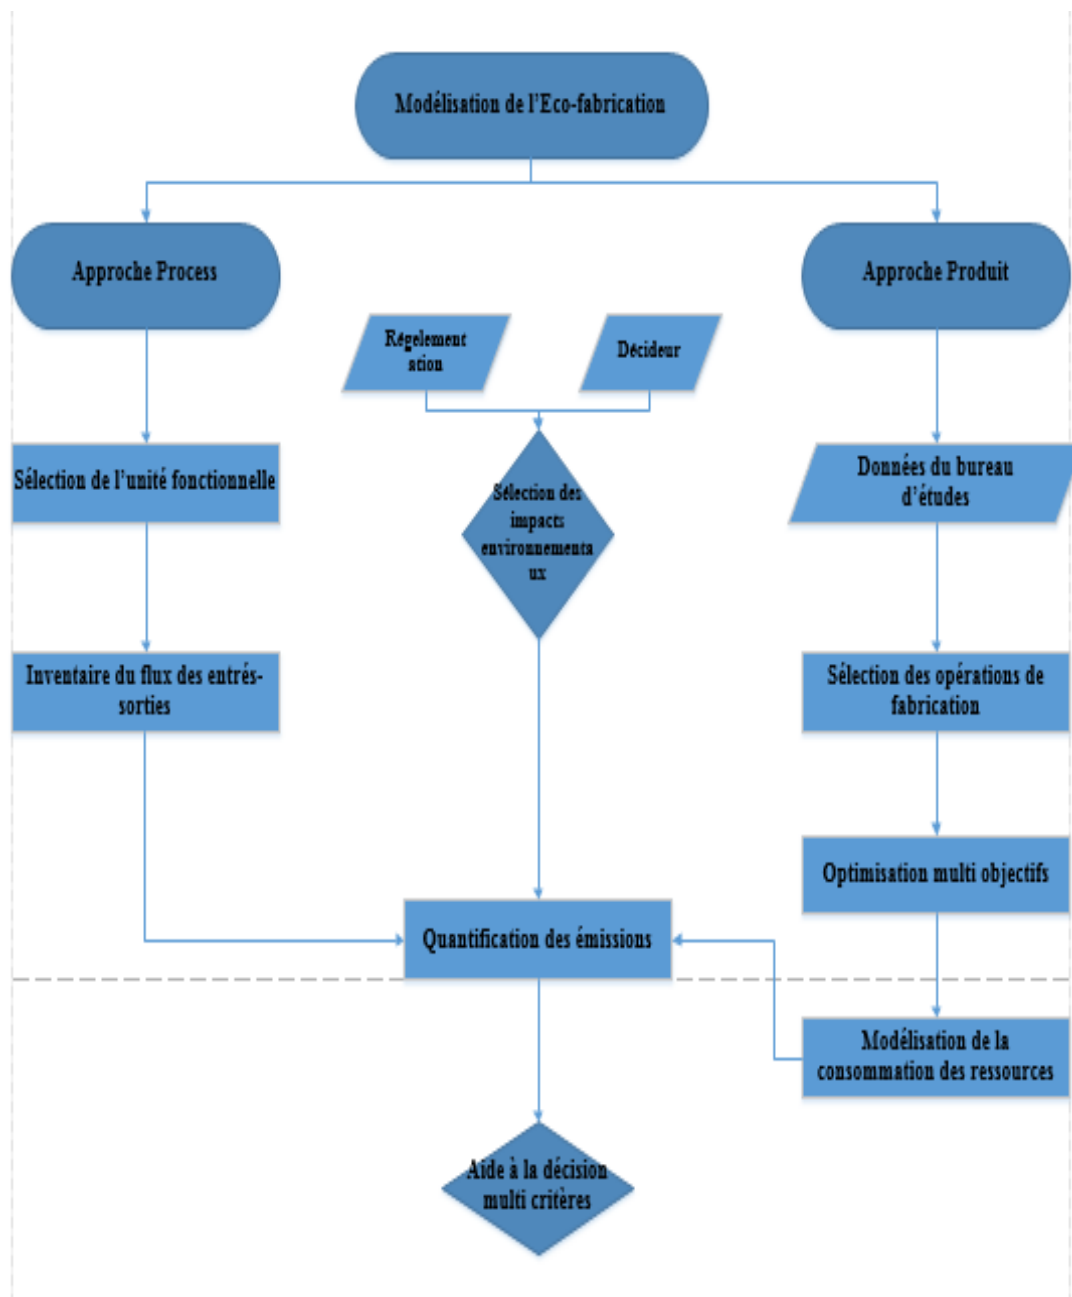 Modélisation de l'Eco-fabrication
Approche Process
Approche Produit
Régelement
ation
Décideur
Sélection de l'unité fonctionnelle
Sélection des
impacts
environnementa
ux
Données du bureau
d'études
Inventaire du flux des entrés-
sorties
Sélection des opérations de
fabrication
Optimisation multi objectifs
Quantification des émissions
Modélisation de la
consommation des ressources
Aide à la décision
multi critères